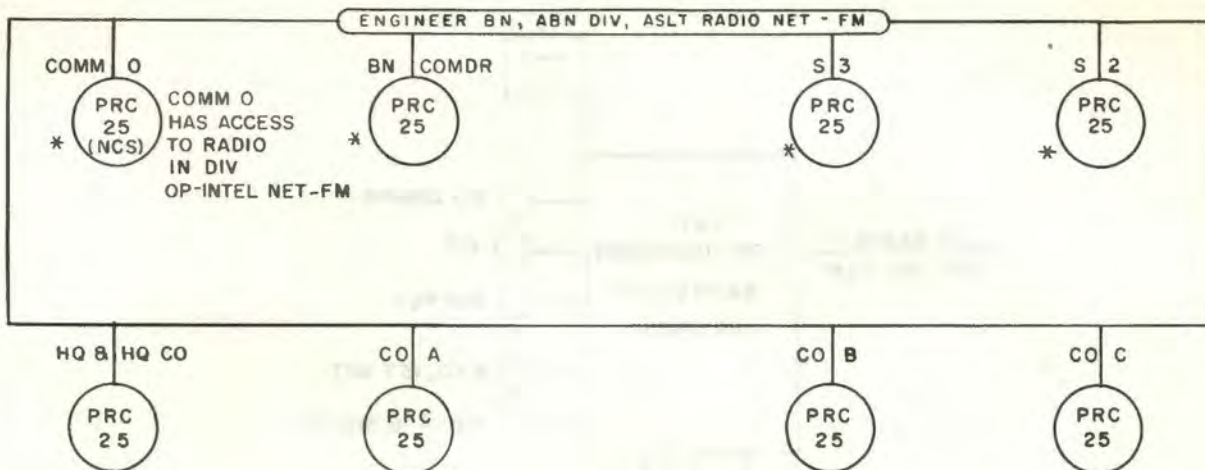 ENGINEER BN, ABN DIV, ASLT RADIO NET - FM
COMM O
BN COMDR
S 3
S 2
PRC
25
(NCS)
*
COMM O
HAS ACCESS
TO RADIO
IN DIV
OP-INTEL NET-FM
PRC
25
*
PRC
25
*
PRC
25
*
HQ & HQ CO
CO A
CO B
CO C
PRC
25
PRC
25
PRC
25
PRC
25